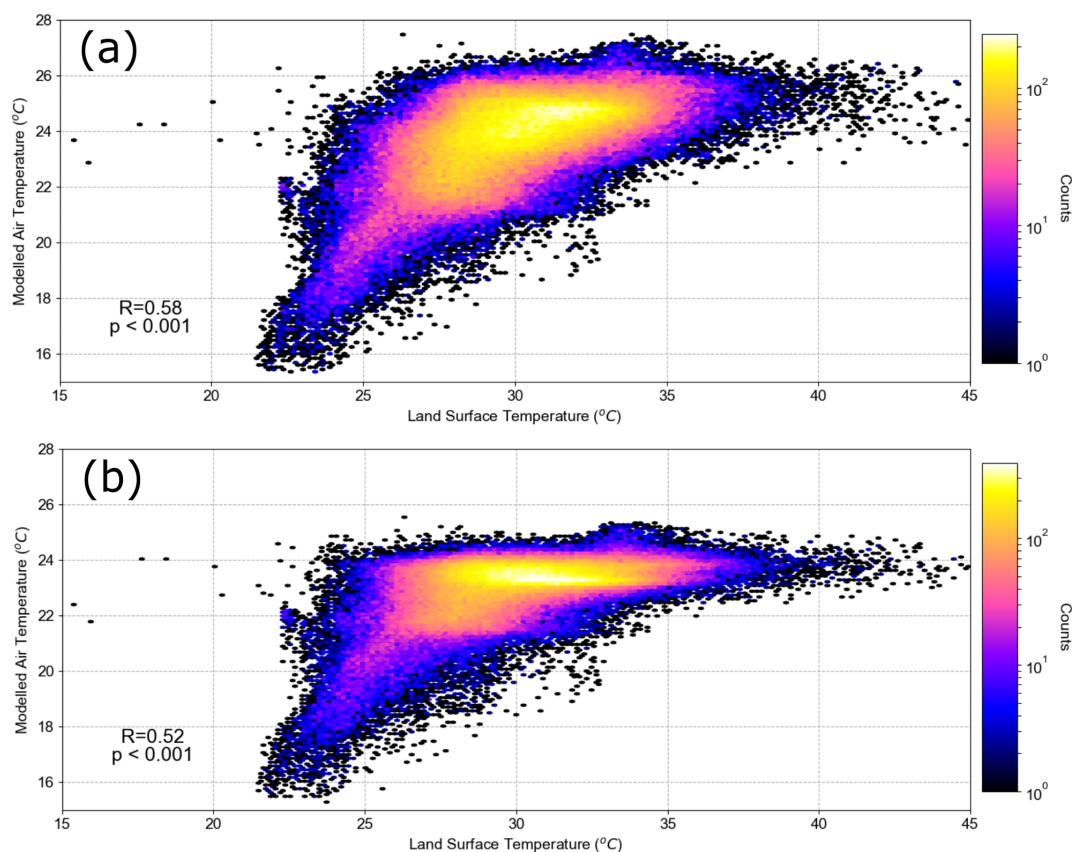 (a)
28
26
24
22
20
18
16
Modelled Air Temperature (°C)
R=0.58
p < 0.001
15
20
25
30
35
40
45
Land Surface Temperature (°C)
10²
10¹
10⁰
Counts
(b)
28
26
24
22
20
18
16
Modelled Air Temperature (°C)
R=0.52
p < 0.001
15
20
25
30
35
40
45
Land Surface Temperature (°C)
10²
10¹
10⁰
Counts